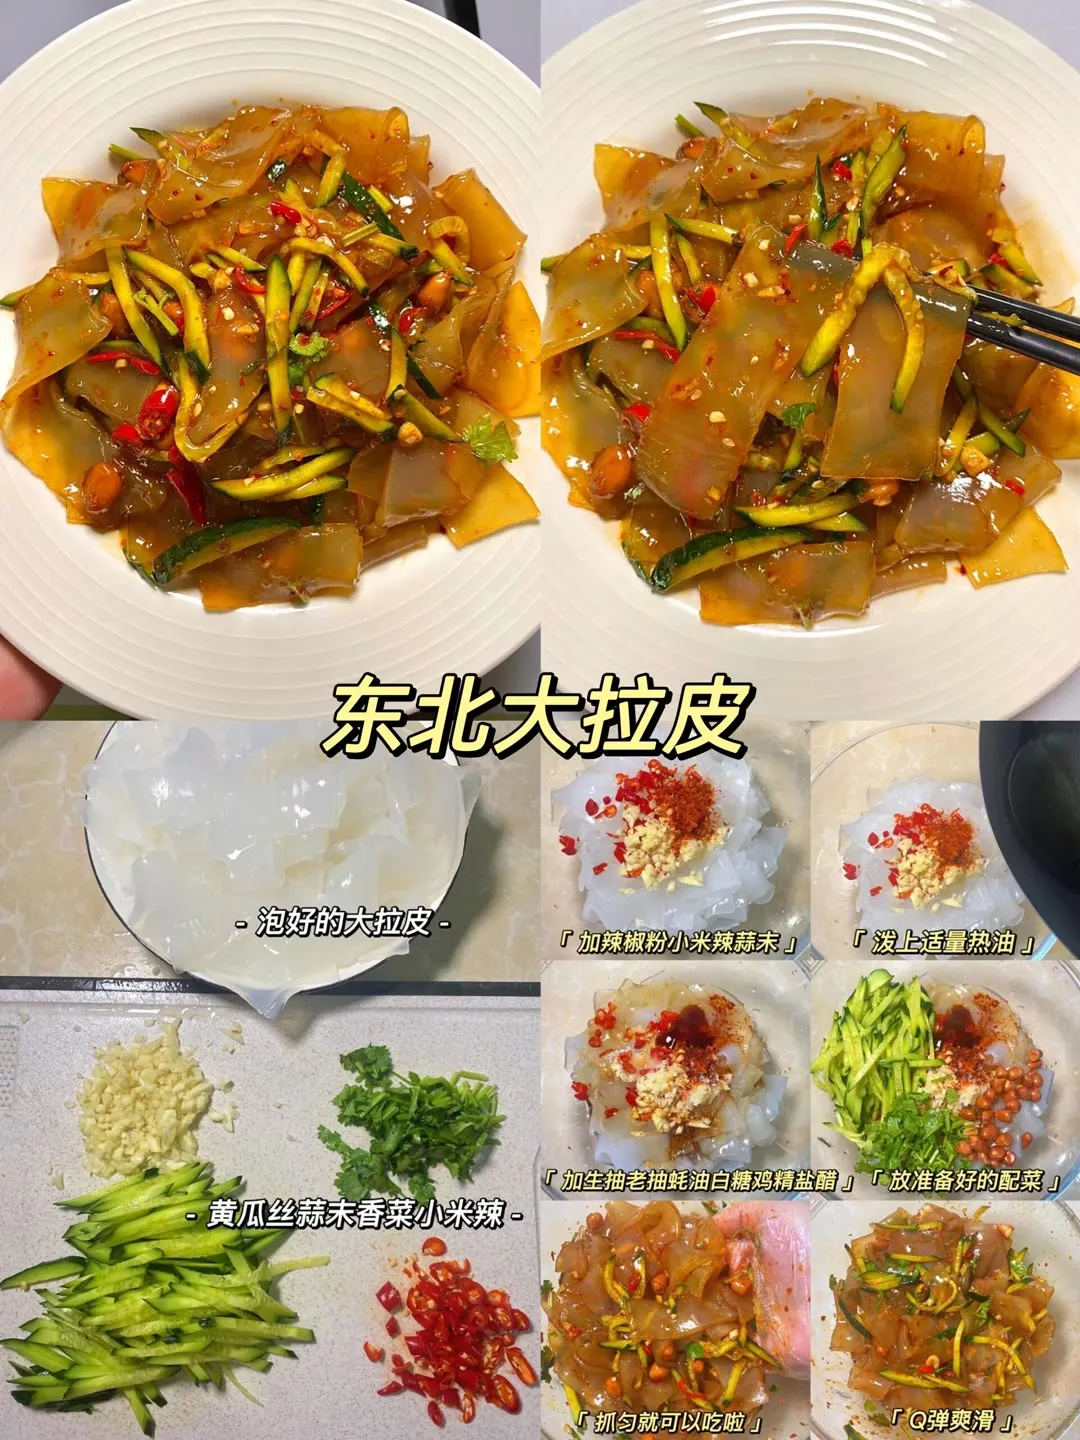 东北大拉皮
- 泡好的大拉皮 -
「 加辣椒粉小米辣蒜末 」
「 泼上适量热油 」
「 加生抽老抽蚝油白糖鸡精盐醋 」
「 放准备好的配菜 」
- 黄瓜丝蒜末香菜小米辣 -
「 抓匀就可以吃啦 」
「 Q弹爽滑 」